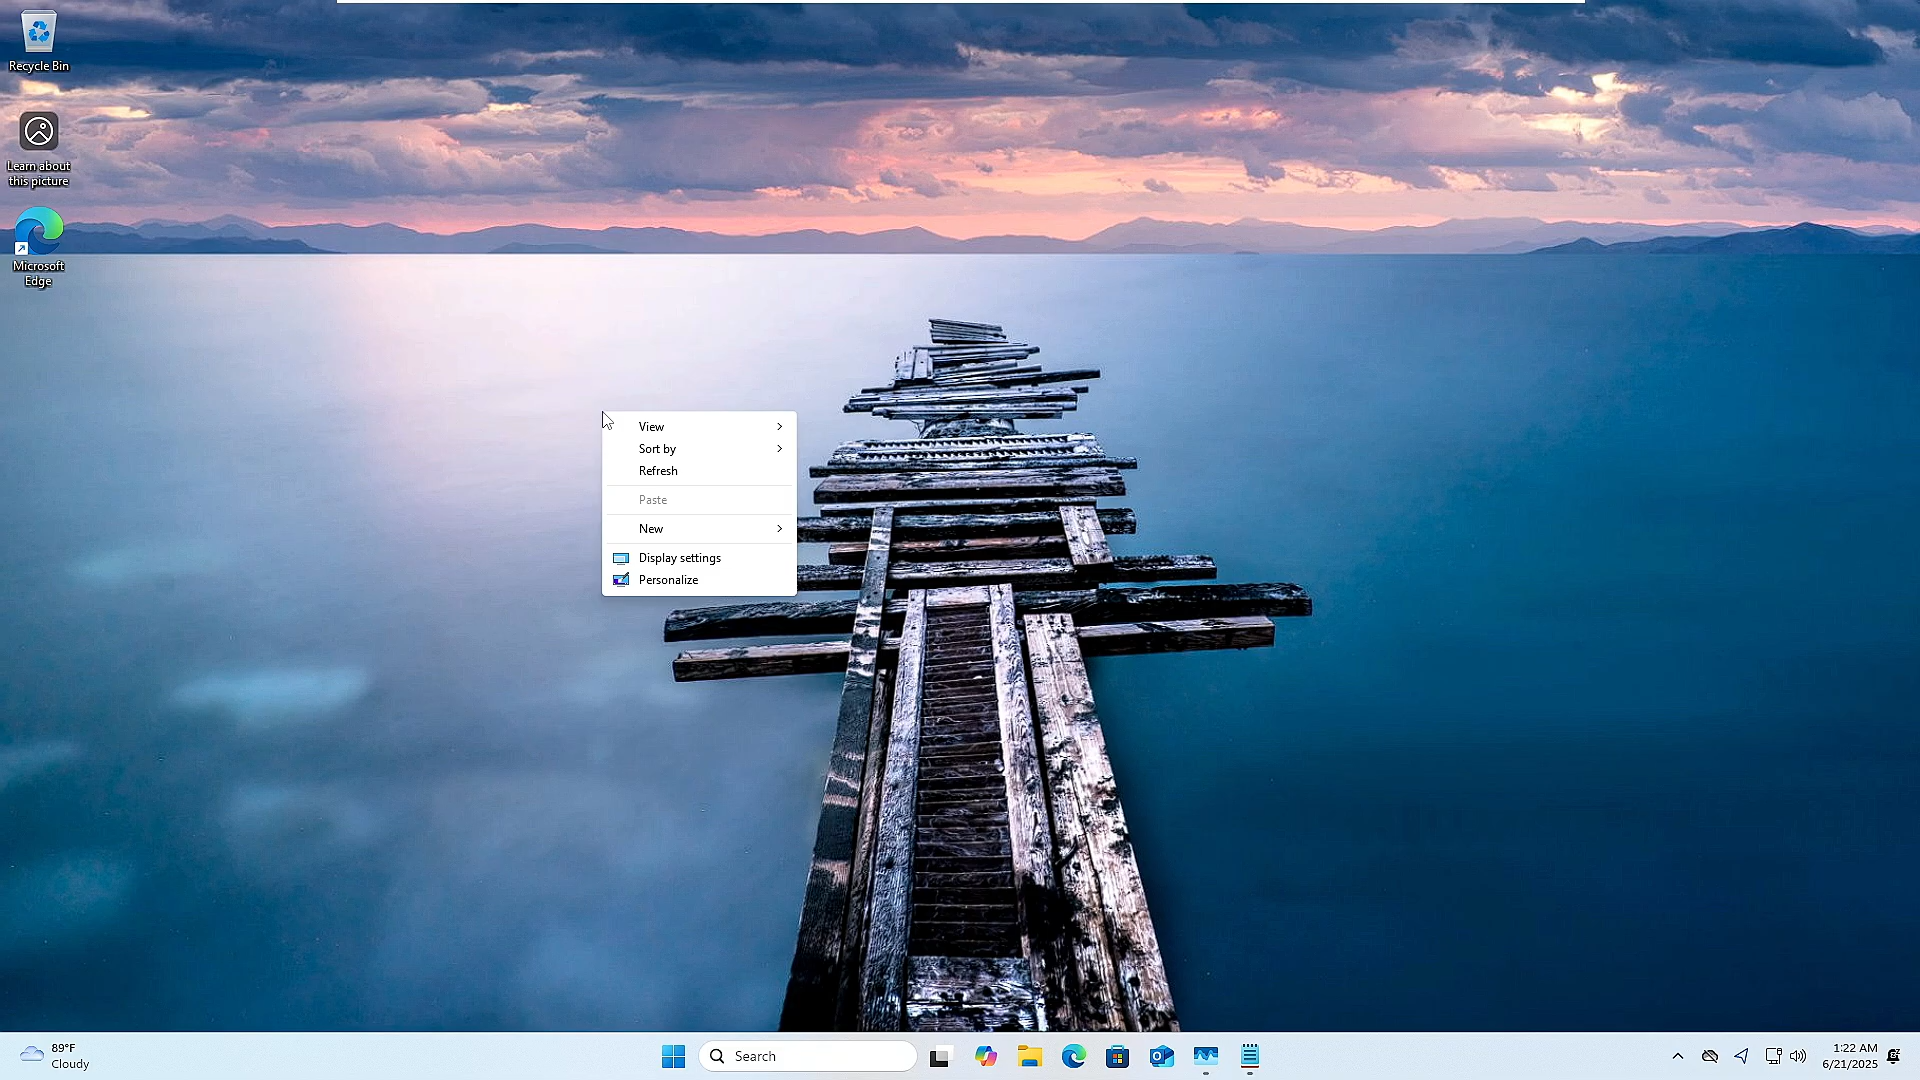 Recycle Bin
Learn about
this picture
Microsoft
Edge
View
Sort by
Refresh
Paste
New
Display settings
Personalize
89°F
Cloudy
Search
1:22 AM
6/21/2025